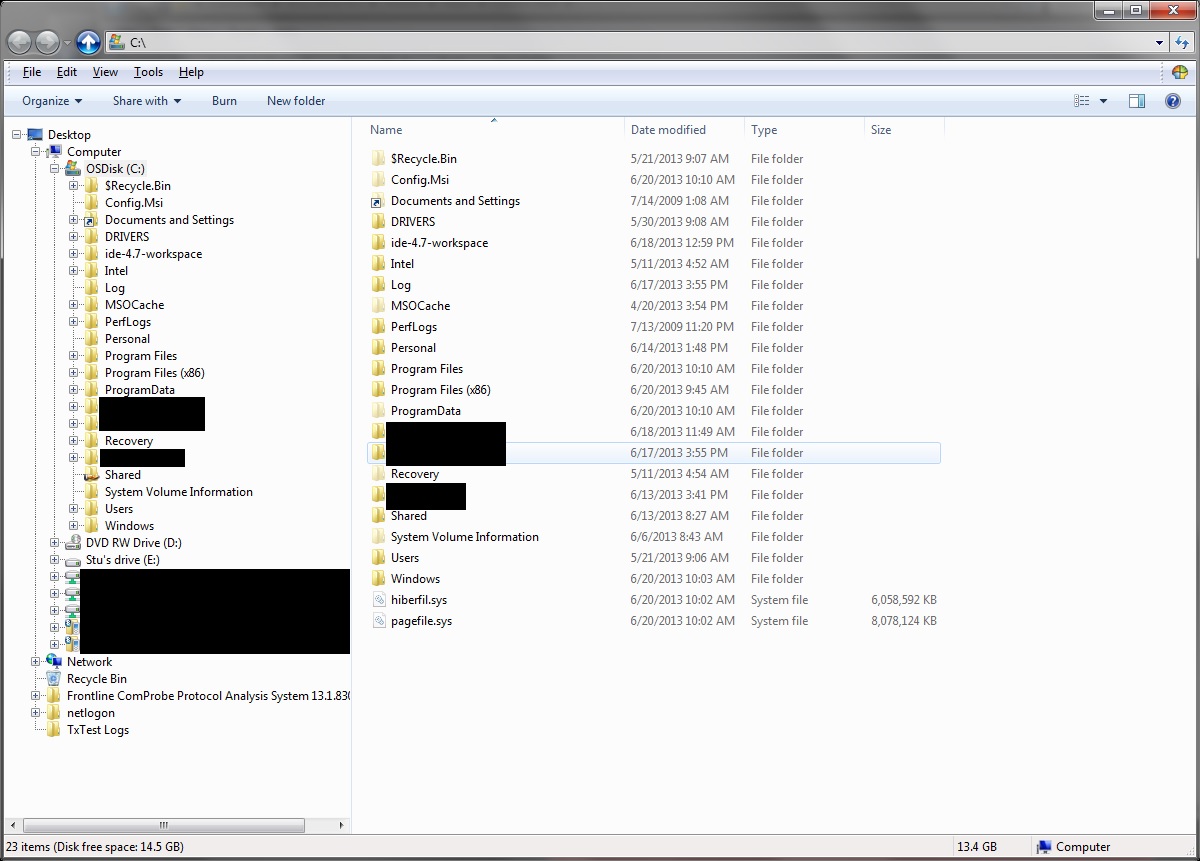 C:\
File Edit View Tools Help
Organize Share with Burn New folder
Desktop
Computer
OSDisk (C:)
$Recycle.Bin
Config.Msi
Documents and Settings
DRIVERS
ide-4.7-workspace
Intel
Log
MSOCache
PerfLogs
Personal
Program Files
Program Files (x86)
ProgramData
Recovery
Shared
System Volume Information
Users
Windows
DVD RW Drive (D:)
Stu's drive (E:)
Network
Recycle Bin
Frontline ComProbe Protocol Analysis System 13.1.830
netlogon
TxTest Logs
Name Date modified Type Size
$Recycle.Bin 5/21/2013 9:07 AM File folder
Config.Msi 6/20/2013 10:10 AM File folder
Documents and Settings 7/14/2009 1:08 AM File folder
DRIVERS 5/30/2013 9:08 AM File folder
ide-4.7-workspace 6/18/2013 12:59 PM File folder
Intel 5/11/2013 4:52 AM File folder
Log 6/17/2013 3:55 PM File folder
MSOCache 4/20/2013 3:54 PM File folder
PerfLogs 7/13/2009 11:20 PM File folder
Personal 6/14/2013 1:48 PM File folder
Program Files 6/20/2013 10:10 AM File folder
Program Files (x86) 6/20/2013 9:45 AM File folder
ProgramData 6/20/2013 10:10 AM File folder
6/18/2013 11:49 AM File folder
6/17/2013 3:55 PM File folder
Recovery 5/11/2013 4:54 AM File folder
6/13/2013 3:41 PM File folder
Shared 6/13/2013 8:27 AM File folder
System Volume Information 6/6/2013 8:43 AM File folder
Users 5/21/2013 9:06 AM File folder
Windows 6/20/2013 10:03 AM File folder
hiberfil.sys 6/20/2013 10:02 AM System file 6,058,592 KB
pagefile.sys 6/20/2013 10:02 AM System file 8,078,124 KB
23 items (Disk free space: 14.5 GB) 13.4 GB Computer